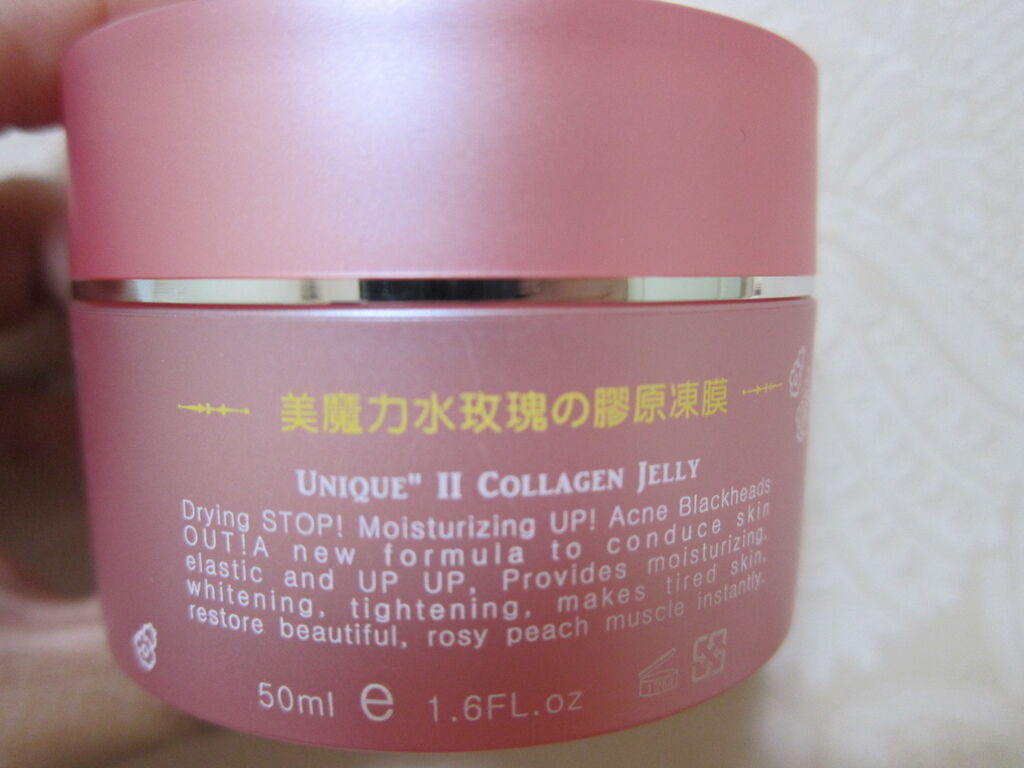 美魔力水玫瑰の膠原凍膜
UNIQUE" II COLLAGEN JELLY
Drying STOP! Moisturizing UP! Acne Blackheads
OUT!A new formula to conduce skin
elastic and UP UP, Provides moisturizing,
whitening, tightening, makes tired skin,
restore beautiful, rosy peach muscle instantly.
50ml e 1.6FL.oz
12M